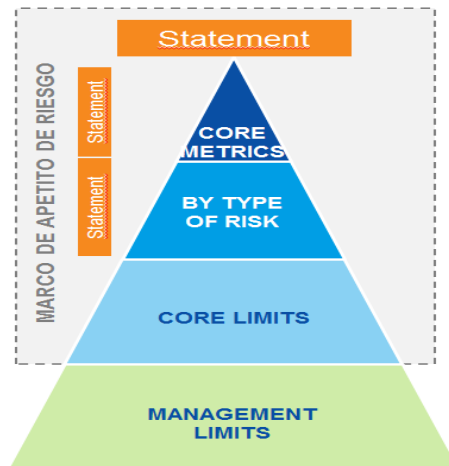 Statement
MARCO DE APETITO DE RIESGO
Statement
Statement
CORE
METRICS
BY TYPE
OF RISK
CORE LIMITS
MANAGEMENT
LIMITS